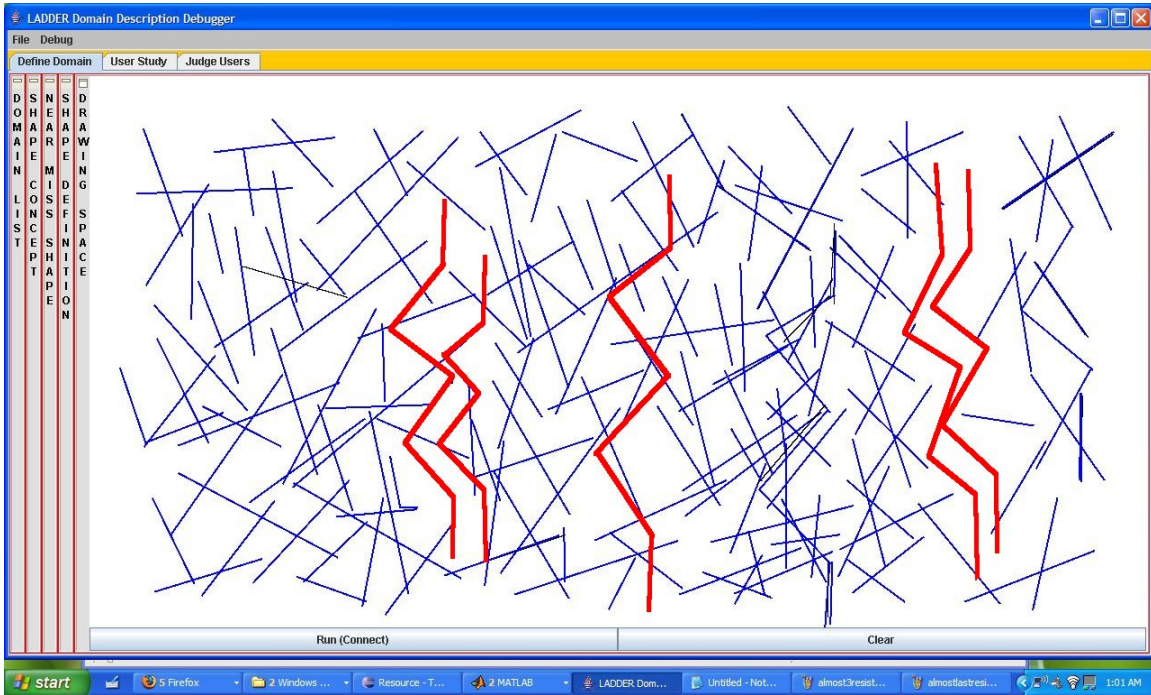 LADDER Domain Description Debugger
File Debug
Define Domain User Study Judge Users
DOMAIN LIST
SHAPE CONCEPT
NEAR MISS SHAPE
SHAPE DEFINITION
DRAWING SPACE
Run (Connect) Clear
start 5 Firefox 2 Windows ... Resource - T... 2 MATLAB LADDER Dom... Untitled - Not... almost3resist... almostlastresi... 1:01 AM